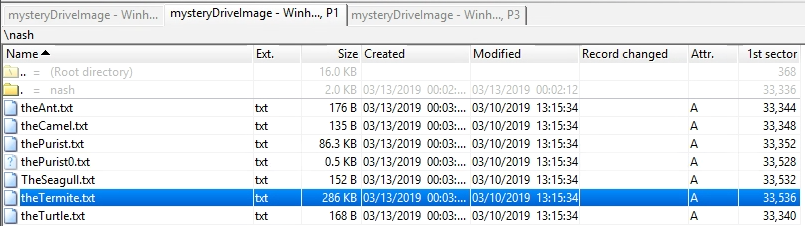 mysteryDriveImage - Winh... mysteryDriveImage - Winh..., P1 mysteryDriveImage - Winh..., P3
\nash
Name Ext. Size Created Modified Record changed Attr. 1st sector
.. = (Root directory) 16.0 KB 368
. = nash 2.0 KB 03/13/2019 00:02:... 03/13/2019 00:02:12 33,336
theAnt.txt txt 176 B 03/13/2019 00:03:... 03/10/2019 13:15:34 A 33,344
theCamel.txt txt 135 B 03/13/2019 00:03:... 03/10/2019 13:15:34 A 33,348
thePurist.txt txt 86.3 KB 03/13/2019 00:03:... 03/10/2019 13:15:34 A 33,352
thePurist0.txt txt 0.5 KB 03/13/2019 00:03:... 03/10/2019 13:15:34 A 33,528
TheSeagull.txt txt 152 B 03/13/2019 00:03:... 03/10/2019 13:15:34 A 33,532
theTermite.txt txt 286 KB 03/13/2019 00:03:... 03/10/2019 13:15:34 A 33,536
theTurtle.txt txt 168 B 03/13/2019 00:03:... 03/10/2019 13:15:34 A 33,340